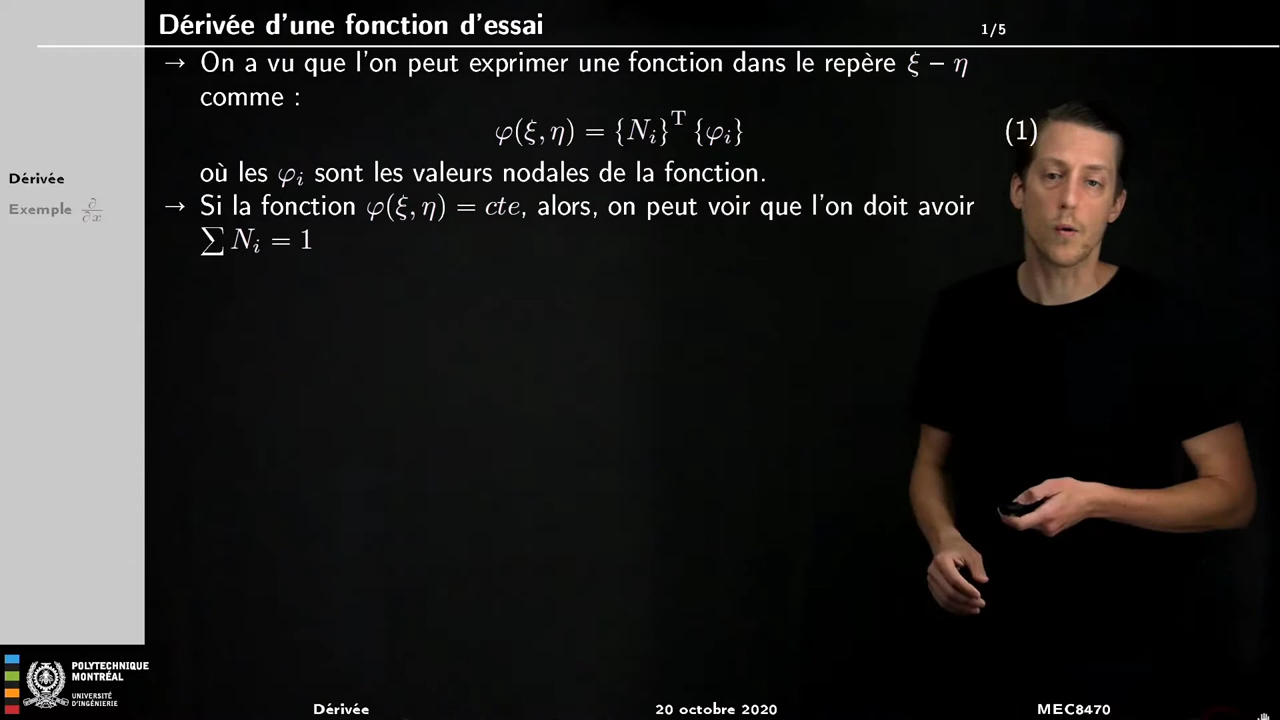 Dérivée d'une fonction d'essai
1/5
→ On a vu que l'on peut exprimer une fonction dans le repère ξ − η
comme :
φ(ξ, η) = {N_i}^T {φ_i} (1)
où les φ_i sont les valeurs nodales de la fonction.
→ Si la fonction φ(ξ, η) = cte, alors, on peut voir que l'on doit avoir
∑ N_i = 1
Dérivée
Exemple ∂/∂x
POLYTECHNIQUE
MONTRÉAL
UNIVERSITÉ
D'INGÉNIERIE
Dérivée
20 octobre 2020
MEC8470